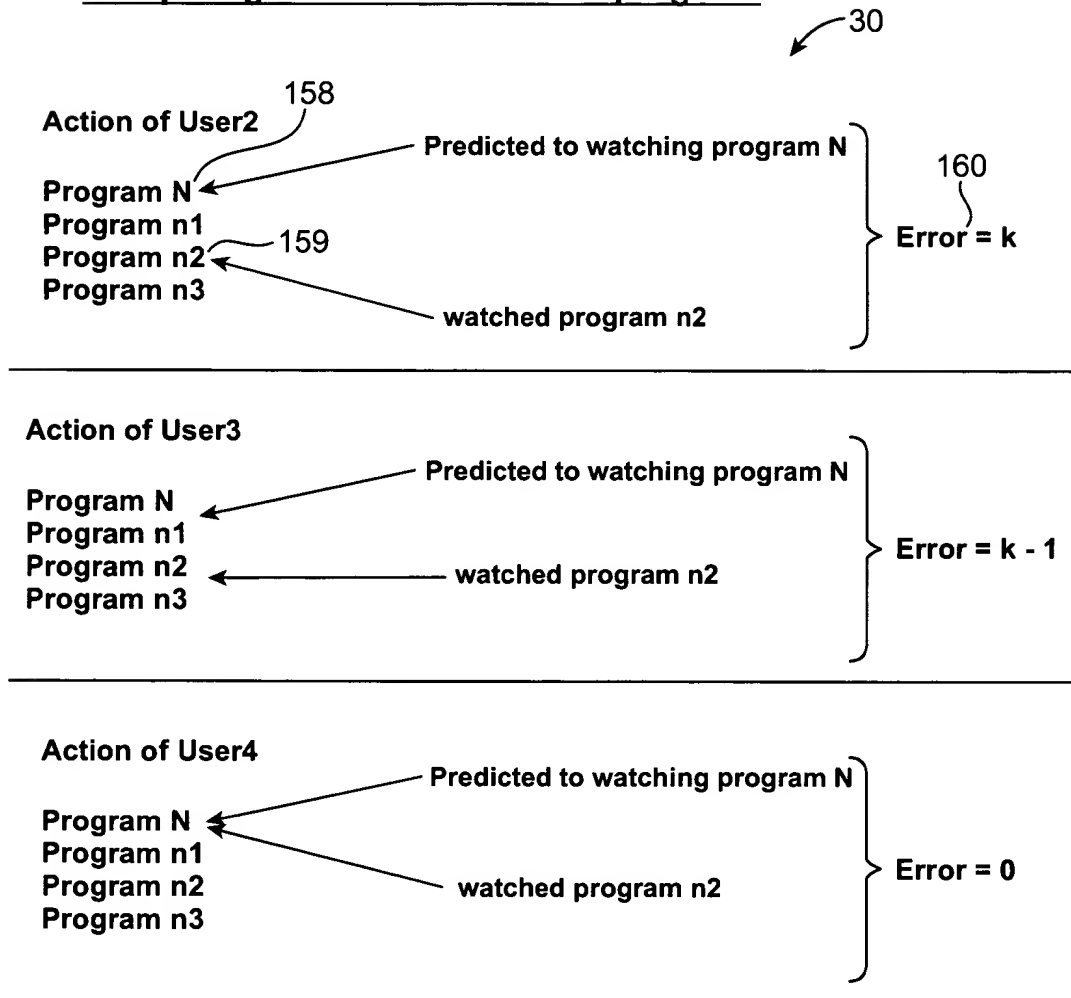 30
158
Action of User2
Predicted to watching program N
160
Program N
Program n1
Program n2
159
Error = k
Program n3
watched program n2
Action of User3
Predicted to watching program N
Program N
Program n1
Error = k - 1
Program n2
watched program n2
Program n3
Action of User4
Predicted to watching program N
Program N
Program n1
Error = 0
Program n2
watched program n2
Program n3